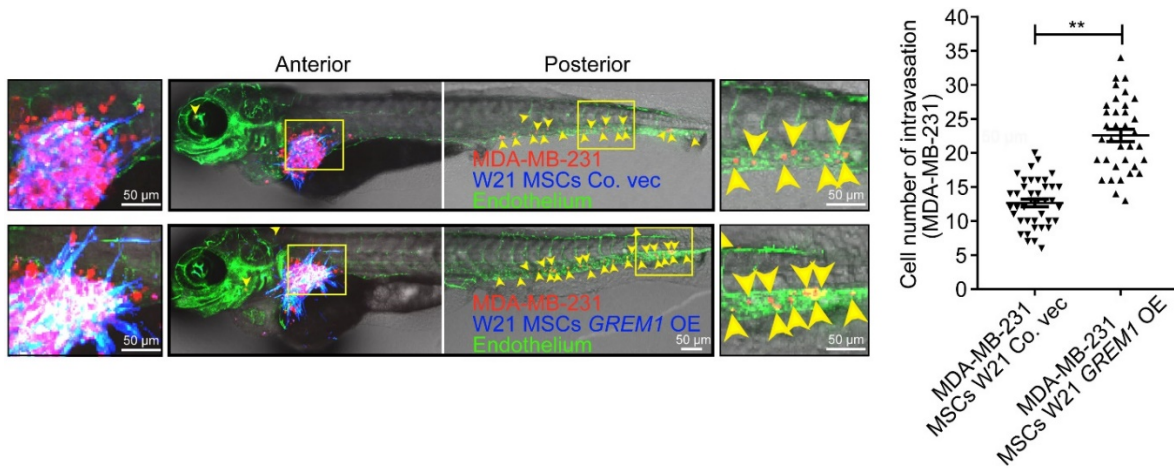 Anterior
Posterior
50 µm
MDA-MB-231
W21 MSCs Co. vec
Endothelium
50 µm
50 µm
MDA-MB-231
W21 MSCs GREM1 OE
Endothelium
50 µm
50 µm
Cell number of intravasation
(MDA-MB-231)
40
35
30
25
20
15
10
5
0
**
MDA-MB-231
MSCs W21 Co. vec
MDA-MB-231
MSCs W21 GREM1 OE